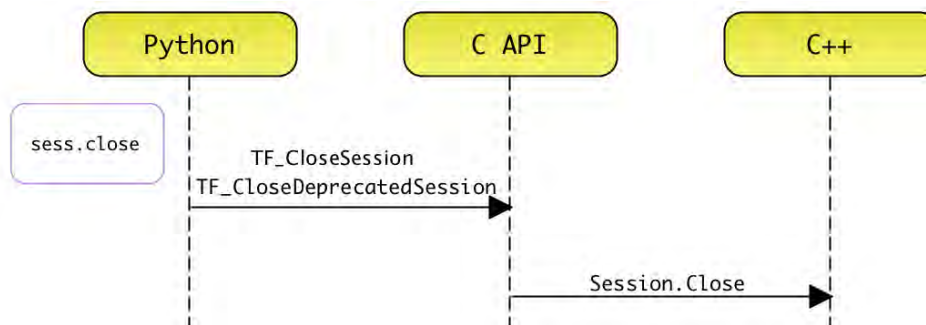 Python
C API
C++
sess.close
TF_CloseSession
TF_CloseDeprecatedSession
Session.Close